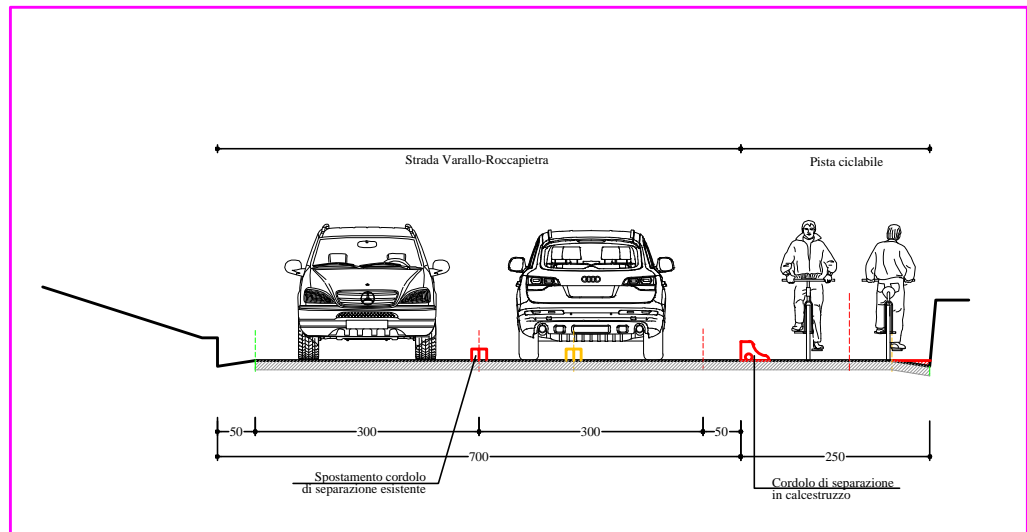 Strada Varallo-Roccapietra
Pista ciclabile
50
300
300
50
700
250
Spostamento cordolo
di separazione esistente
Cordolo di separazione
in calcestruzzo